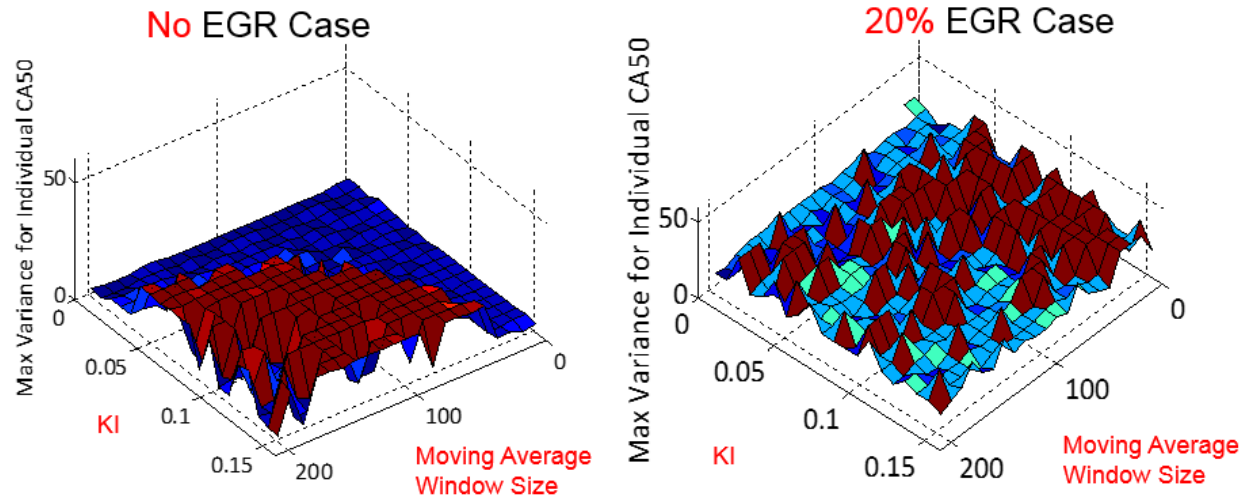 No EGR Case
Max Variance for Individual CA50
50
0
0
0.05
0.1
0.15
KI
200
100
0
Moving Average
Window Size
20% EGR Case
Max Variance for Individual CA50
50
0
0
0.05
0.1
0.15
KI
200
100
0
Moving Average
Window Size